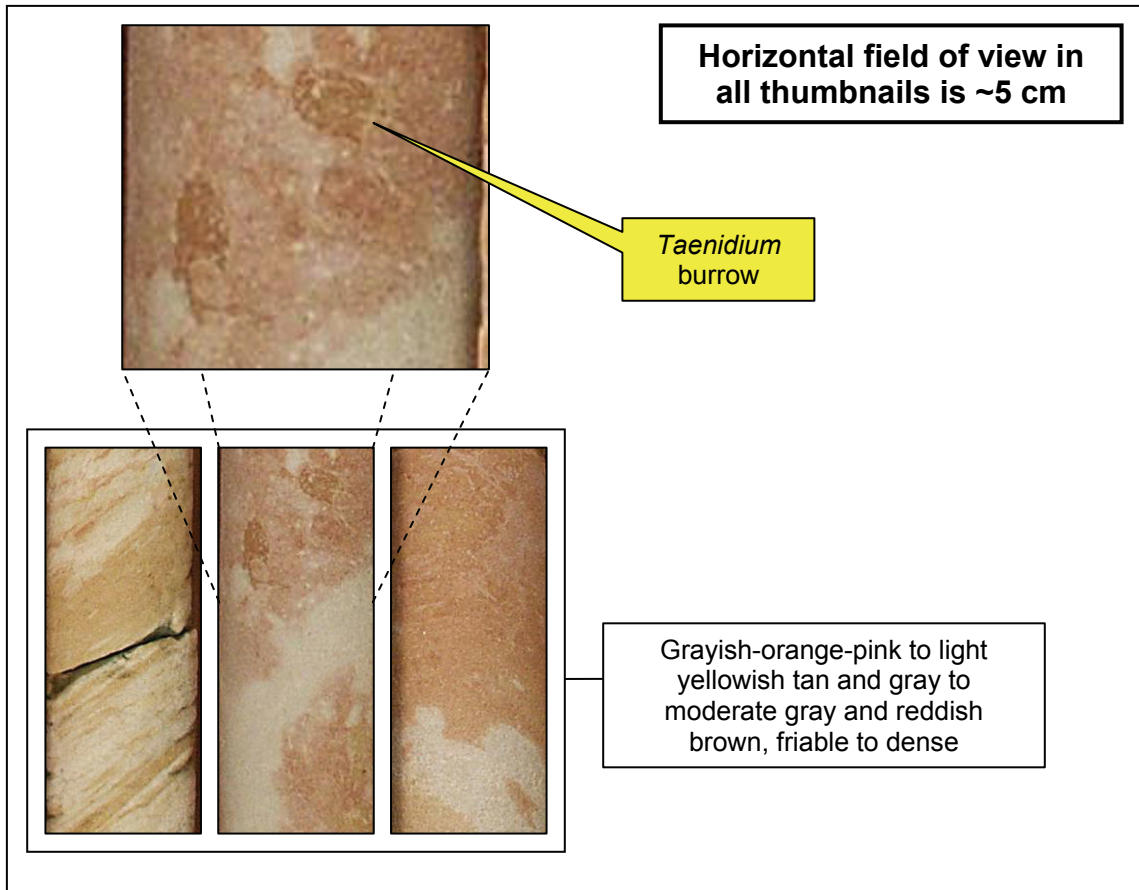 Horizontal field of view in
all thumbnails is ~5 cm
Taenidium
burrow
Grayish-orange-pink to light
yellowish tan and gray to
moderate gray and reddish
brown, friable to dense